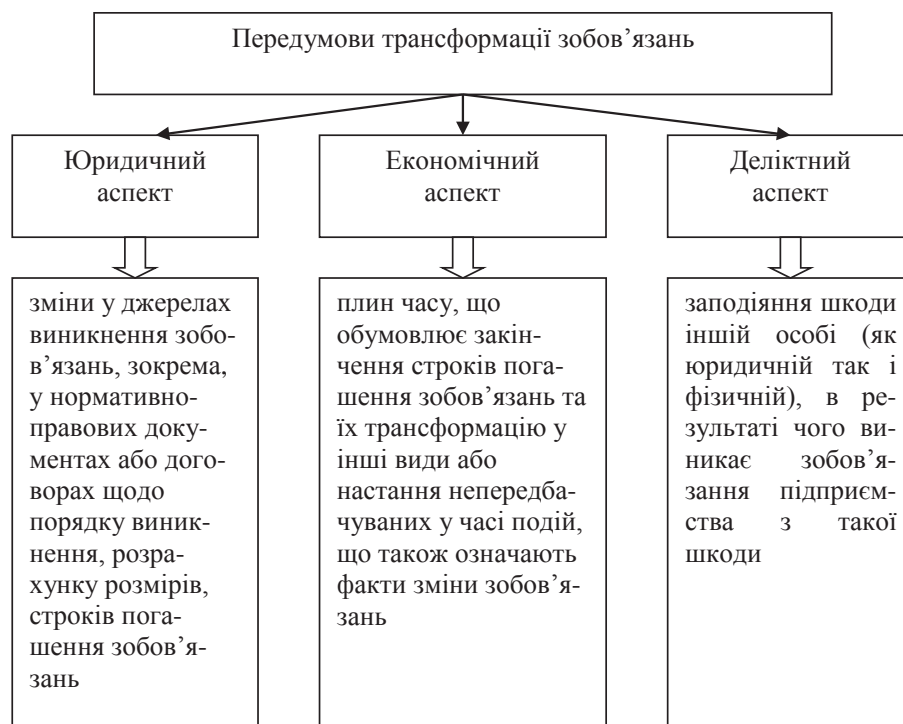 Передумови трансформації зобов’язань
Юридичний
аспект
Економічний
аспект
Деліктний
аспект
зміни у джерелах
виникнення зобо-
в’язань, зокрема,
у нормативно-
правових доку-
ментах або дого-
ворах щодо
порядку виник-
нення, розра-
хунку розмірів,
строків пога-
шення зобов’я-
зань
плин часу, що
обумовлює закін-
чення строків пога-
шення зобов’язань та
їх трансформацію у
інші види або
настання непередба-
чуваних у часі подій,
що також означають
факти зміни зобов’я-
зань
заподіяння шкоди
іншій особі (як
юридичній так і
фізичній), в ре-
зультаті чого ви-
никає зобов’я-
зання підприєм-
ства з такої
шкоди